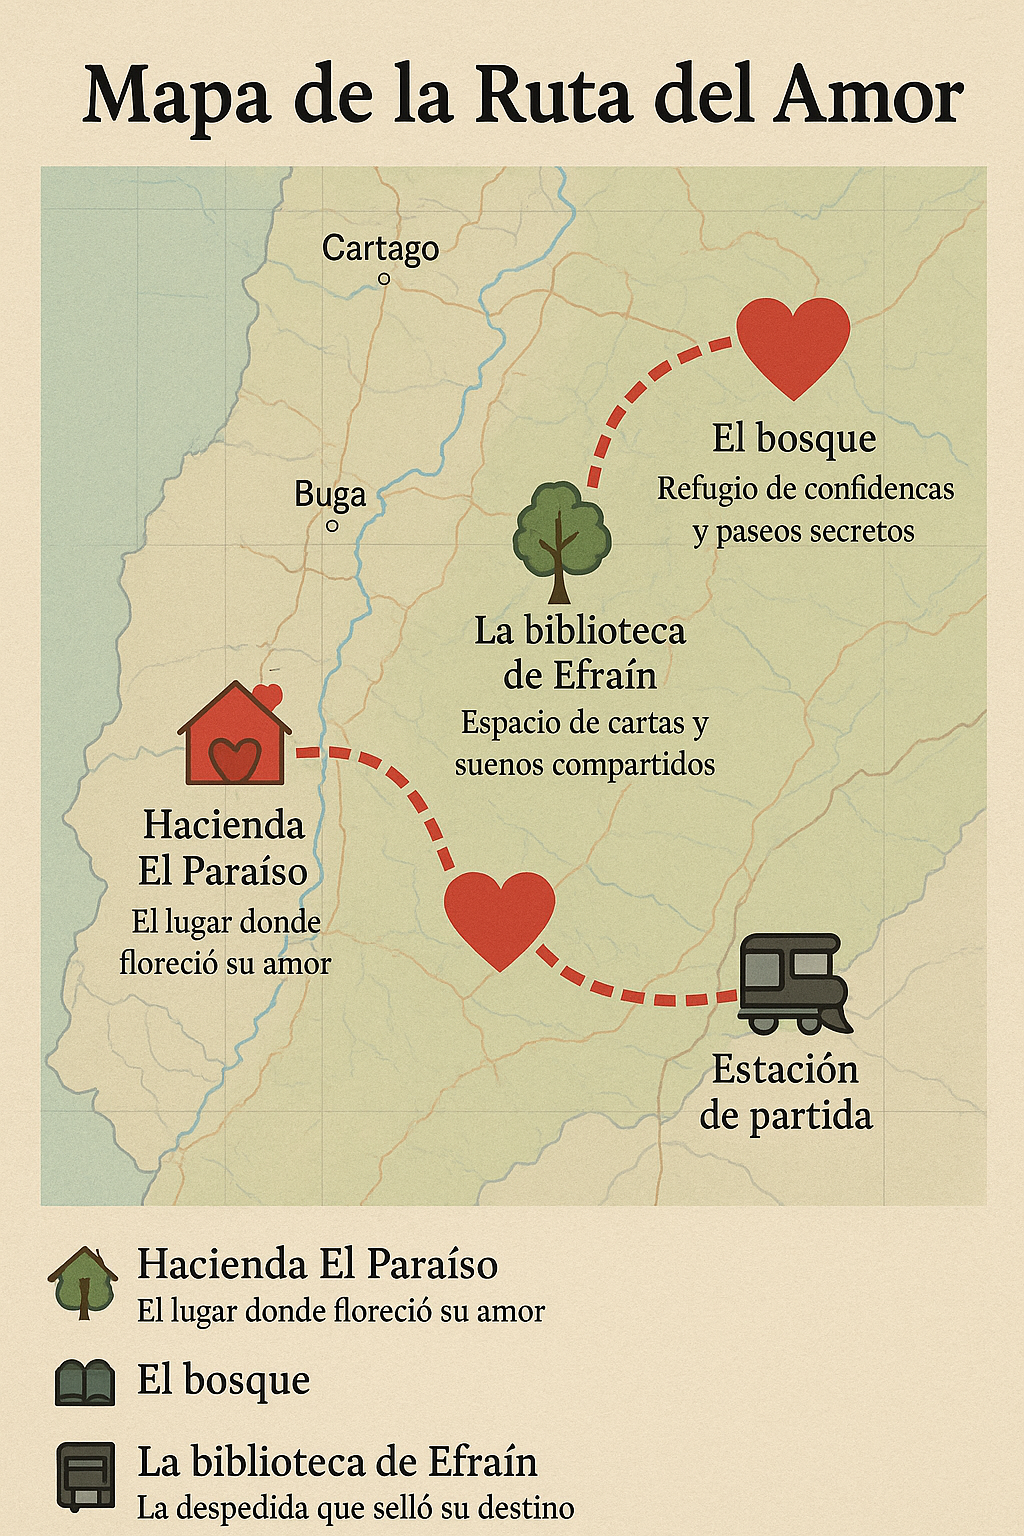 Mapa de la Ruta del Amor
Cartago
El bosque
Refugio de confidencas
y paseos secretos
Buga
La biblioteca
de Efraín
Espacio de cartas y
suenos compartidos
Hacienda
El Paraíso
El lugar donde
floreció su amor
Estación
de partida
Hacienda El Paraíso
El lugar donde floreció su amor
El bosque
La biblioteca de Efraín
La despedida que selló su destino